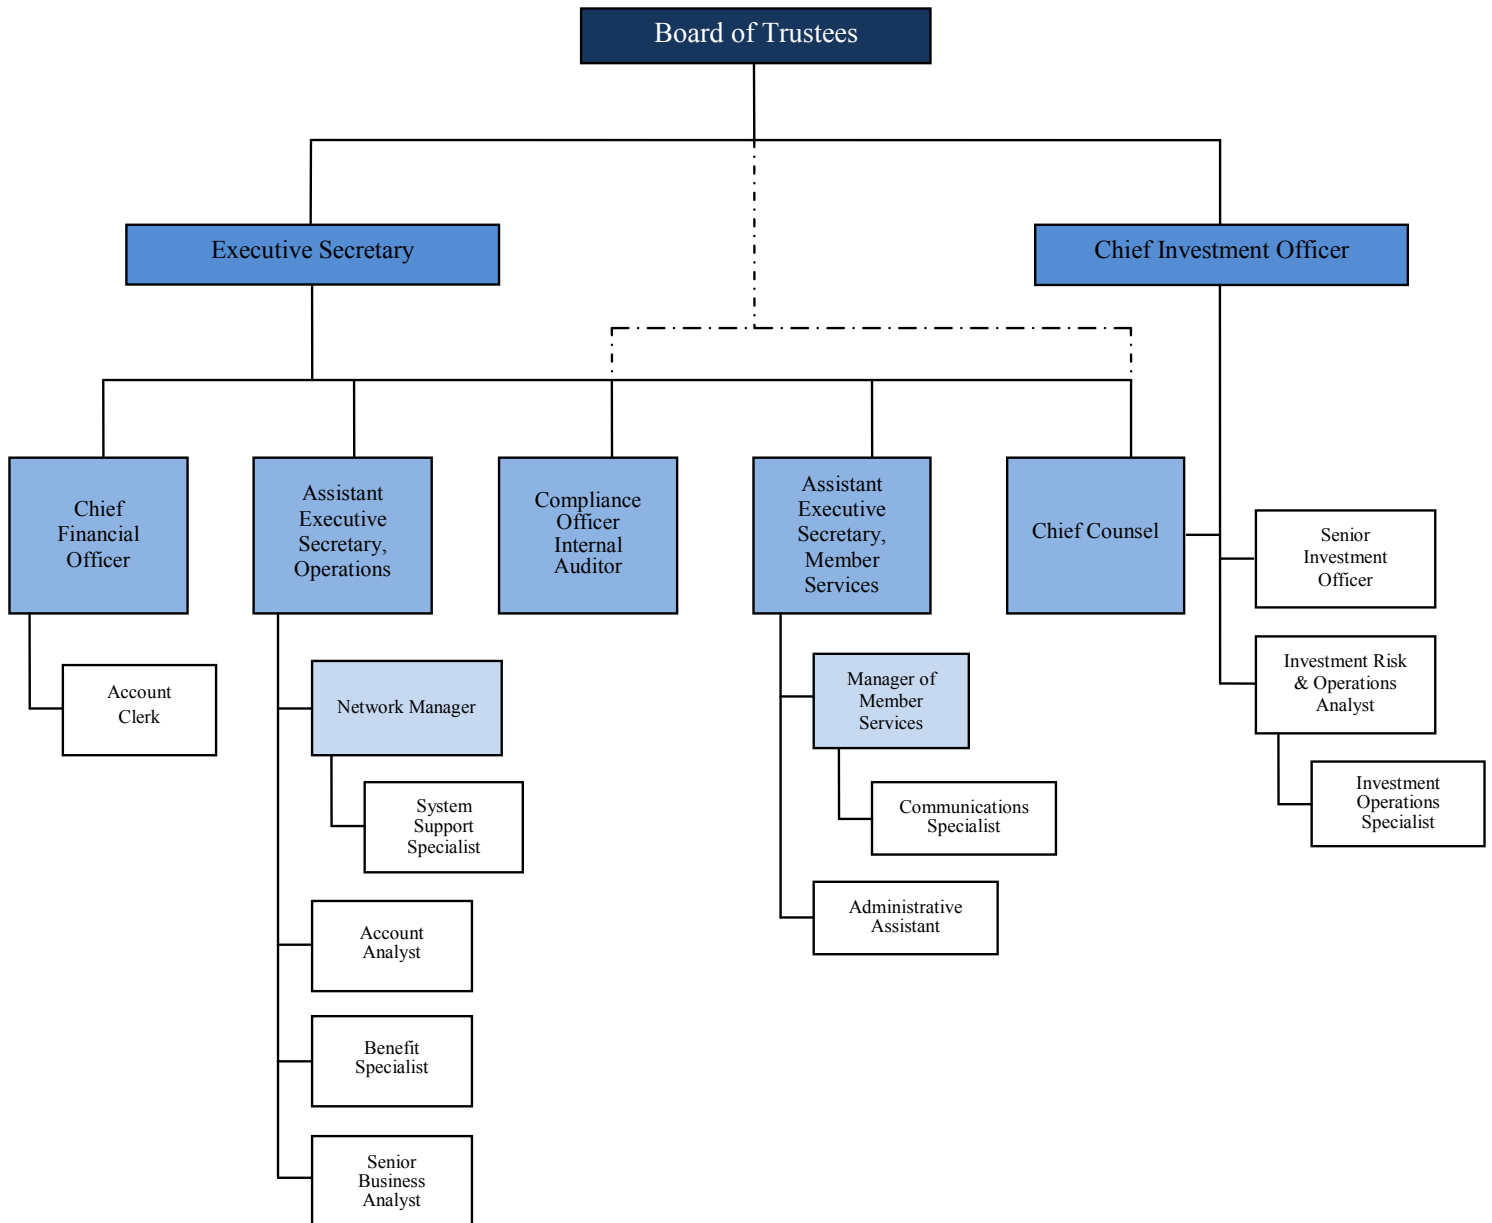 Board of Trustees
Executive Secretary
Chief Investment Officer
Chief
Financial
Officer
Assistant
Executive
Secretary,
Operations
Compliance
Officer
Internal
Auditor
Assistant
Executive
Secretary,
Member
Services
Chief Counsel
Senior
Investment
Officer
Account
Clerk
Network Manager
Manager of
Member
Services
Investment Risk
& Operations
Analyst
System
Support
Specialist
Communications
Specialist
Investment
Operations
Specialist
Account
Analyst
Administrative
Assistant
Benefit
Specialist
Senior
Business
Analyst